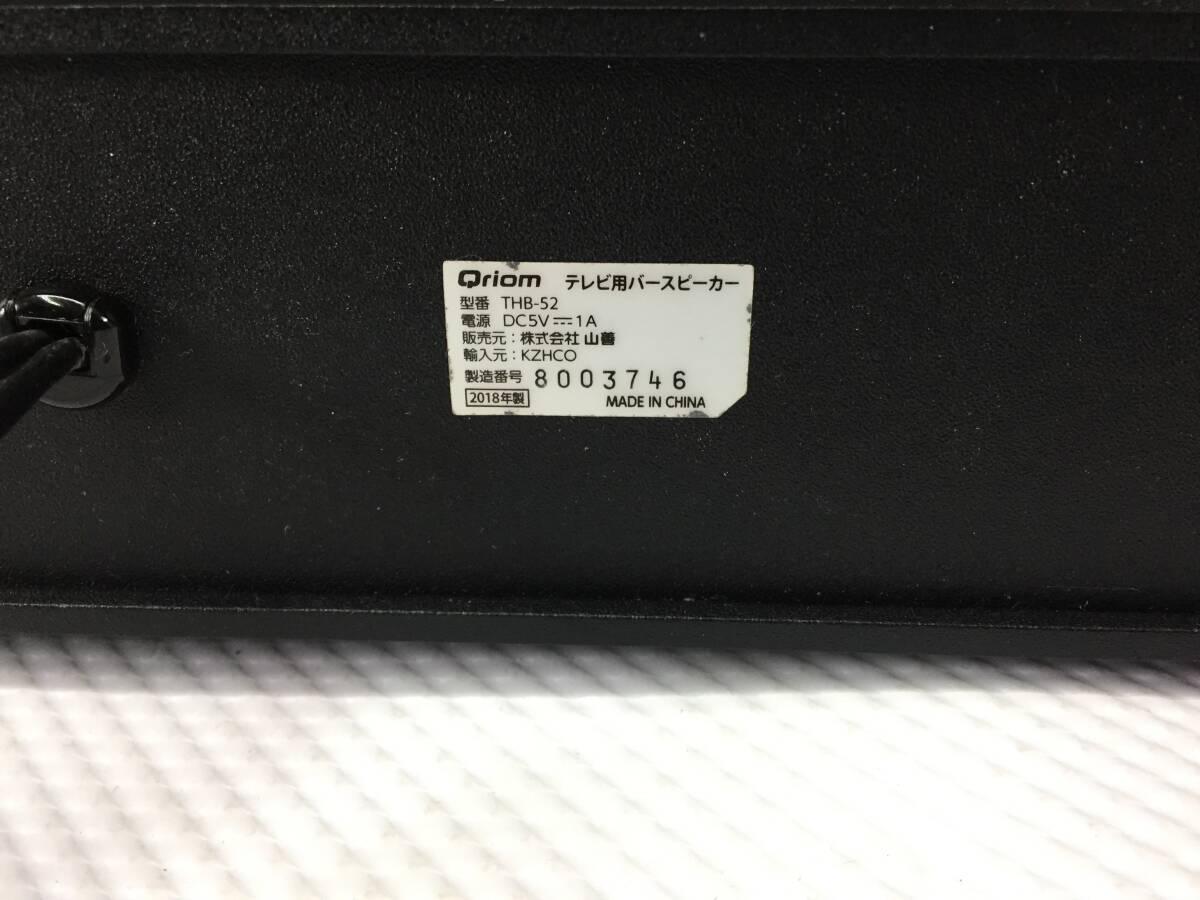 Qriom テレビ用バースピーカー
型番 THB-52
電源 DC5V⎓1A
販売元：株式会社 山善
輸入元：KZHCO
製造番号 8003746
2018年製 MADE IN CHINA